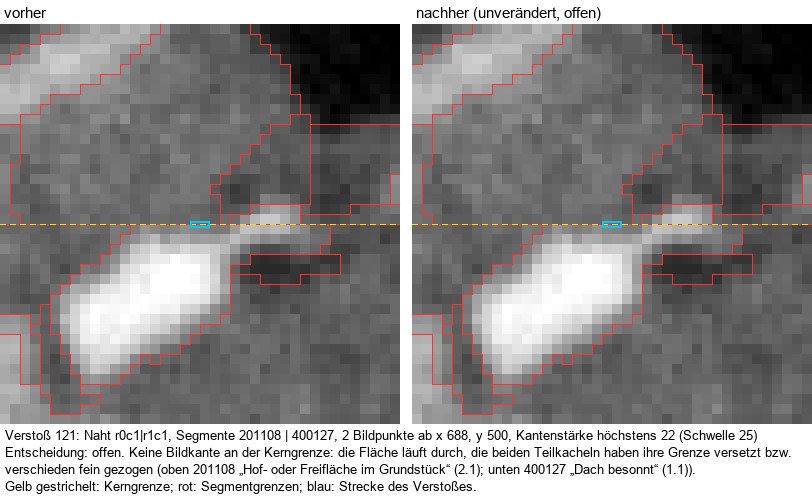 vorher
nachher (unverändert, offen)
Verstoß 121: Naht r0c1|r1c1, Segmente 201108 | 400127, 2 Bildpunkte ab x 688, y 500, Kantenstärke höchstens 22 (Schwelle 25)
Entscheidung: offen. Keine Bildkante an der Kerngrenze: die Fläche läuft durch, die beiden Teilkacheln haben ihre Grenze versetzt bzw.
verschieden fein gezogen (oben 201108 „Hof- oder Freifläche im Grundstück“ (2.1); unten 400127 „Dach besonnt“ (1.1)).
Gelb gestrichelt: Kerngrenze; rot: Segmentgrenzen; blau: Strecke des Verstoßes.